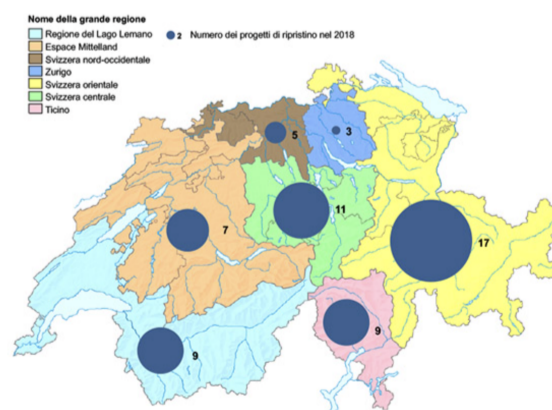 Nome della grande regione
Regione del Lago Lemano
Espace Mittelland
Svizzera nord-occidentale
Zurigo
Svizzera orientale
Svizzera centrale
Ticino
2 Numero dei progetti di ripristino nel 2018
5
3
11
7
17
9
9